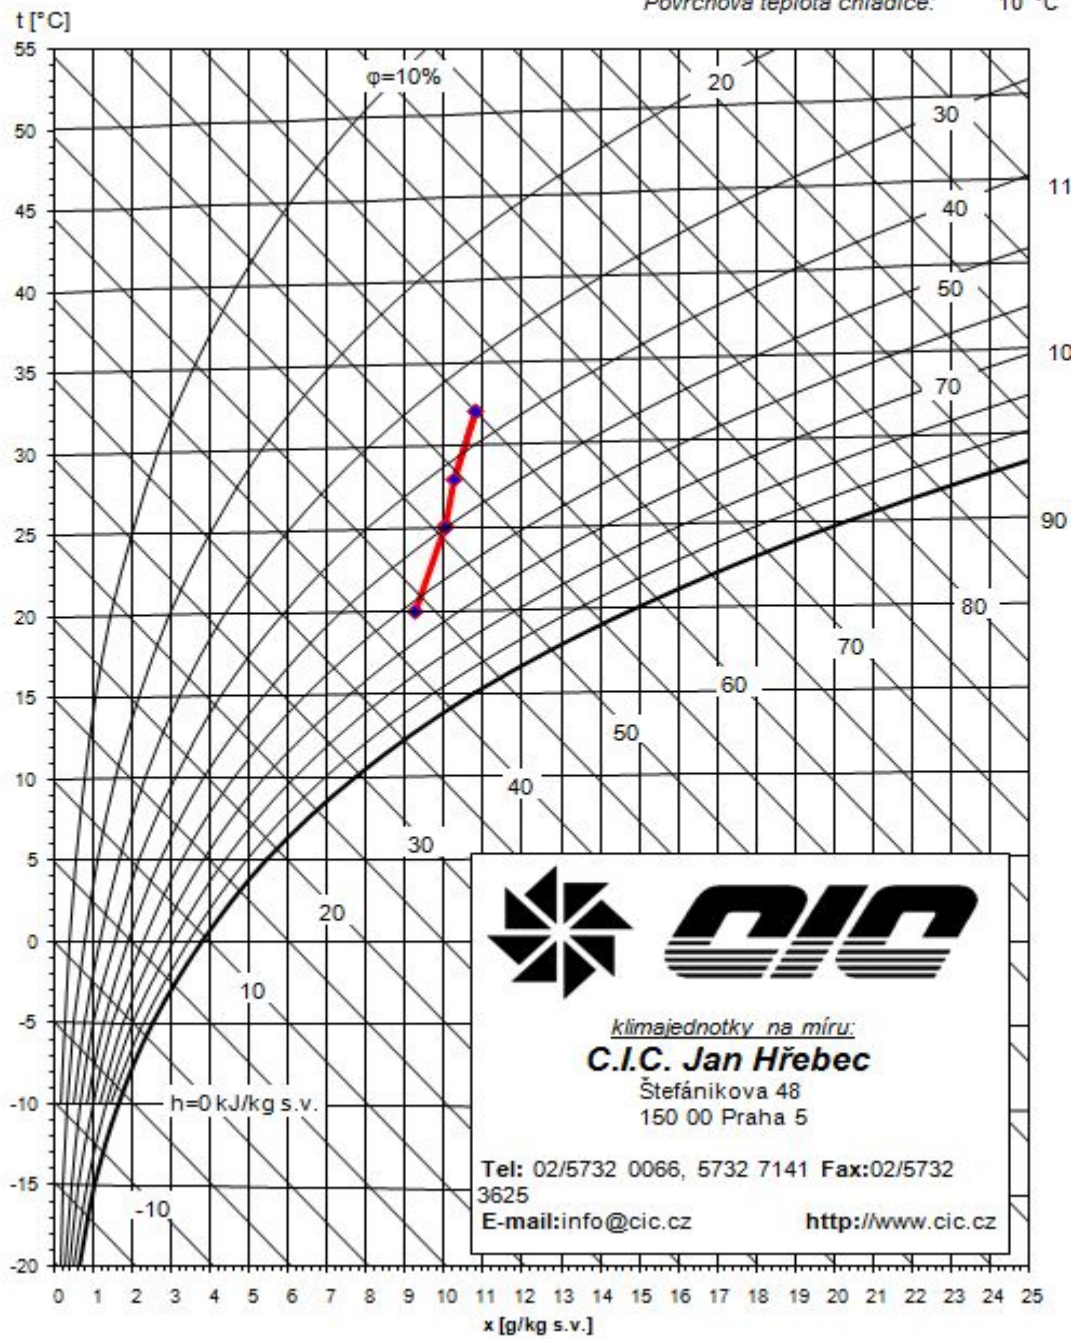 Povrchová teplota chladiče: 10 °C
t [°C]
55
φ=10%
20
50
30
11
45
40
40
50
35
10
70
30
25
90
20
80
70
60
15
50
10
40
30
5
20
0
10
-5
-10
h=0 kJ/kg s.v.
-15
-10
-20
CIC
klimajednotky na míru:
C.I.C. Jan Hřebec
Štefánikova 48
150 00 Praha 5
Tel: 02/5732 0066, 5732 7141 Fax:02/5732
3625
E-mail:info@cic.cz http://www.cic.cz
0 1 2 3 4 5 6 7 8 9 10 11 12 13 14 15 16 17 18 19 20 21 22 23 24 25
x [g/kg s.v.]